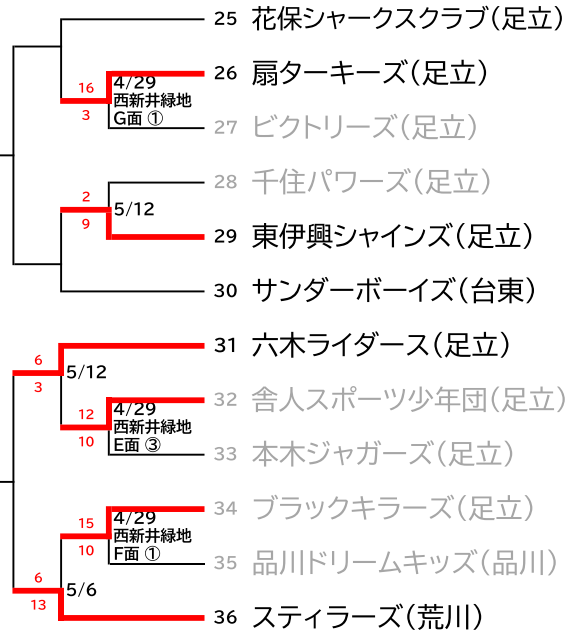 25 花保シャークスクラブ(足立)
26 扇ターキーズ(足立)
16
3
4/29
西新井緑地
G面 ①
27 ビクトリーズ(足立)
28 千住パワーズ(足立)
2
9
5/12
29 東伊興シャインズ(足立)
30 サンダーボーイズ(台東)
31 六木ライダース(足立)
6
3
5/12
32 舎人スポーツ少年団(足立)
12
10
4/29
西新井緑地
E面 ③
33 本木ジャガーズ(足立)
34 ブラックキラーズ(足立)
15
10
4/29
西新井緑地
F面 ①
35 品川ドリームキッズ(品川)
6
13
5/6
36 スティラーズ(荒川)